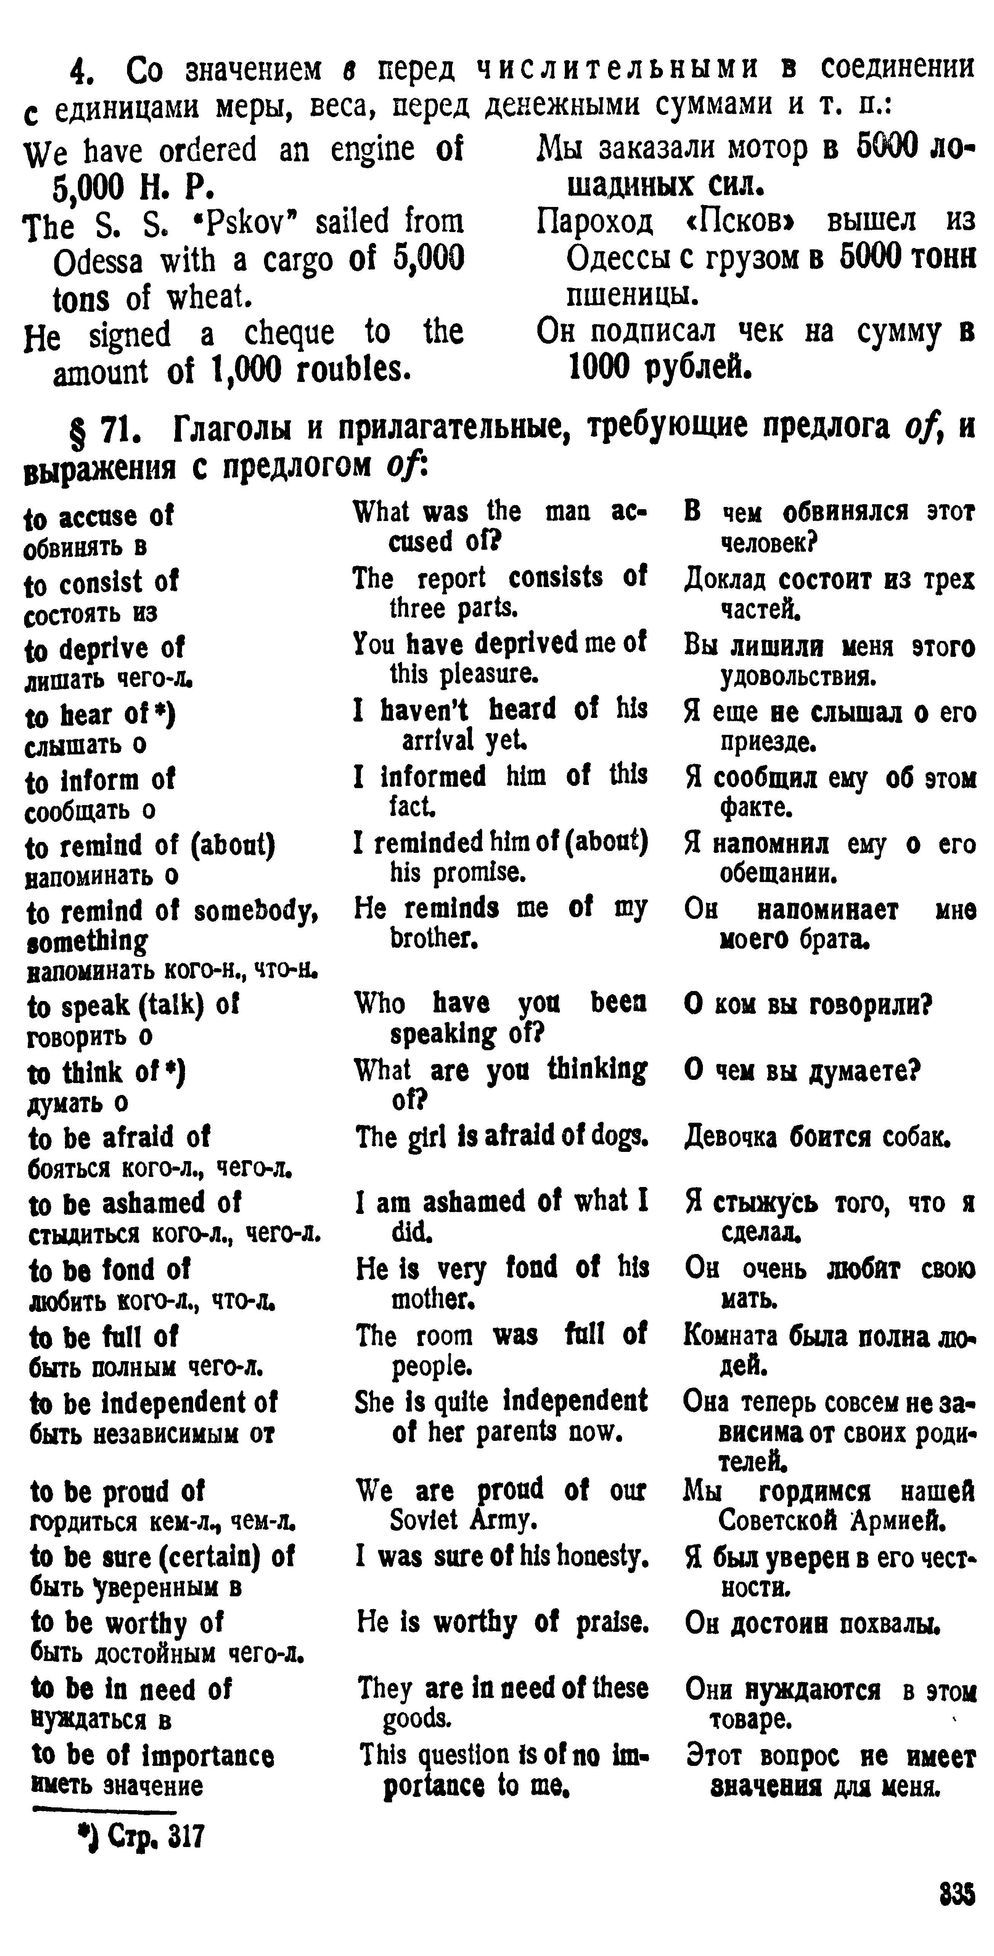 4. Со значением в перед числительными в соединении
с единицами меры, веса, перед денежными суммами и т. п.:
We have ordered an engine of
5,000 H. P.
Мы заказали мотор в 5000 ло-
шадиных сил.
The S. S. “Pskov” sailed from
Odessa with a cargo of 5,000
tons of wheat.
Пароход «Псков» вышел из
Одессы с грузом в 5000 тонн
пшеницы.
He signed a cheque to the
amount of 1,000 roubles.
Он подписал чек на сумму в
1000 рублей.
§ 71. Глаголы и прилагательные, требующие предлога of, и
выражения с предлогом of:
to accuse of
обвинять в
What was the man ac-
cused of?
В чем обвинялся этот
человек?
to consist of
состоять из
The report consists of
three parts.
Доклад состоит из трех
частей.
to deprive of
лишать чего-л.
You have deprived me of
this pleasure.
Вы лишили меня этого
удовольствия.
to hear of *)
слышать о
I haven't heard of his
arrival yet.
Я еще не слышал о его
приезде.
to inform of
сообщать о
I informed him of this
fact.
Я сообщил ему об этом
факте.
to remind of (about)
напоминать о
I reminded him of (about)
his promise.
Я напомнил ему о его
обещании.
to remind of somebody,
something
напоминать кого-н., что-н.
He reminds me of my
brother.
Он напоминает мне
моего брата.
to speak (talk) of
говорить о
Who have you been
speaking of?
О ком вы говорили?
to think of *)
думать о
What are you thinking
of?
О чем вы думаете?
to be afraid of
бояться кого-л., чего-л.
The girl is afraid of dogs.
Девочка боится собак.
to be ashamed of
стыдиться кого-л., чего-л.
I am ashamed of what I
did.
Я стыжусь того, что я
сделал.
to be fond of
любить кого-л., что-л.
He is very fond of his
mother.
Он очень любит свою
мать.
to be full of
быть полным чего-л.
The room was full of
people.
Комната была полна лю-
дей.
to be independent of
быть независимым от
She is quite independent
of her parents now.
Она теперь совсем не за-
висима от своих роди-
телей.
to be proud of
гордиться кем-л., чем-л.
We are proud of our
Soviet Army.
Мы гордимся нашей
Советской Армией.
to be sure (certain) of
быть уверенным в
I was sure of his honesty.
Я был уверен в его чест-
ности.
to be worthy of
быть достойным чего-л.
He is worthy of praise.
Он достоин похвалы.
to be in need of
нуждаться в
They are in need of these
goods.
Они нуждаются в этом
товаре.
to be of importance
иметь значение
This question is of no im-
portance to me.
Этот вопрос не имеет
значения для меня.
*) Стр. 317
335